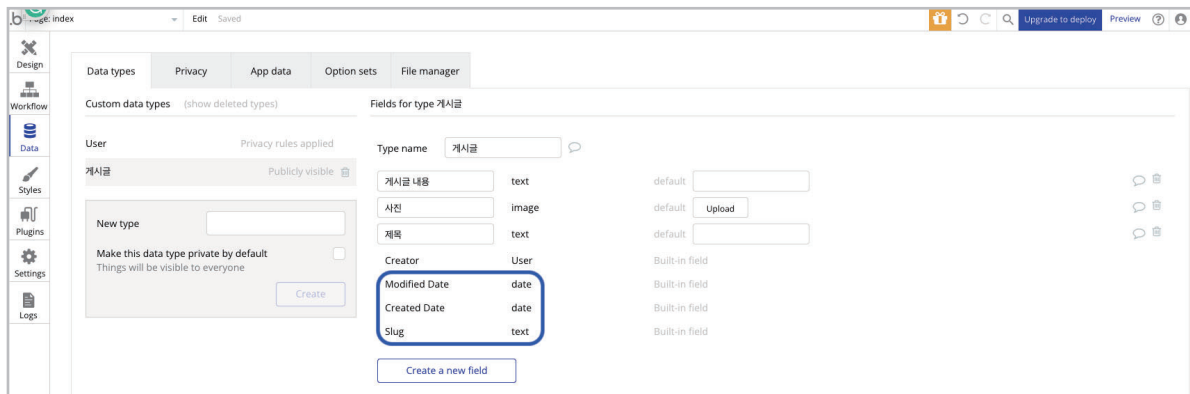 Page: index Edit Saved Upgrade to deploy Preview
Design
Workflow
Data
Styles
Plugins
Settings
Logs
Data types Privacy App data Option sets File manager
Custom data types (show deleted types)
User Privacy rules applied
게시글 Publicly visible
New type
Make this data type private by default
Things will be visible to everyone
Create
Fields for type 게시글
Type name 게시글
게시글 내용 text default
사진 image default Upload
제목 text default
Creator User Built-in field
Modified Date date Built-in field
Created Date date Built-in field
Slug text Built-in field
Create a new field